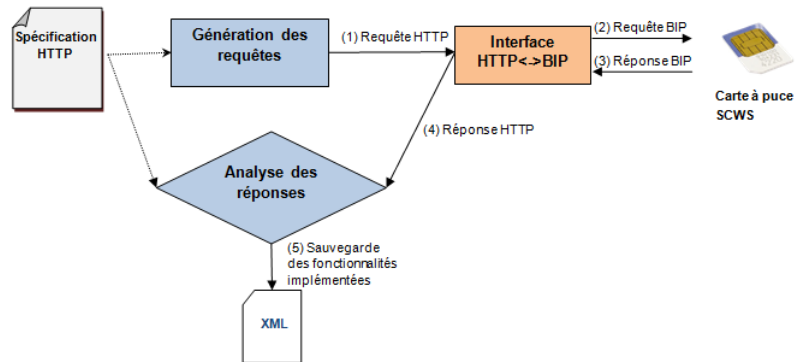 Spécification
HTTP
Génération des
requêtes
(1) Requête HTTP
Interface
HTTP<->BIP
(2) Requête BIP
(3) Réponse BIP
Carte à puce
SCWS
(4) Réponse HTTP
Analyse des
réponses
(5) Sauvegarde
des fonctionnalités
implémentées
XML